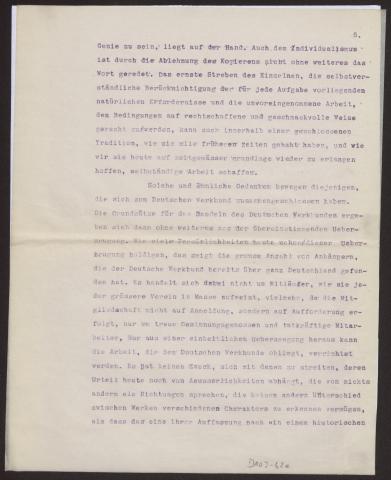 5.
Genie zu sein, liegt auf der Hand. Auch dem Individualismus
ist durch die Ablehnung des Kopierens nicht ohne weiteres das
Wort geredet. Das ernste Streben des Einzelnen, die selbstver-
ständliche Berücksichtigung der für jede Aufgabe vorliegenden
natürlichen Erfordernisse und die unvoreingenommene Arbeit,
den Bedingungen auf rechtschaffene und geschmackvolle Weise
gerecht zu werden, kann auch innerhalb einer geschlossenen
Tradition, wie sie alle früheren Zeiten gehabt haben, und wie
wir sie heute auf zeitgemässer Grundlage wieder zu erlangen
hoffen, selbständige Arbeit schaffen.
Solche und ähnliche Gedanken bewegen diejenigen,
die sich zum Deutschen Werkbund zusammengeschlossen haben.
Die Grundsätze für das Handeln des Deutschen Werkbundes erge-
ben sich dann ohne weiteres aus der übereinstimmenden Ueber-
zeugung. Wie viele Persönlichkeiten heute schon dieser Ueber-
zeugung huldigen, das zeigt die grosse Anzahl von Anhängern,
die der Deutsche Werkbund bereits über ganz Deutschland gefun-
den hat. Es handelt sich dabei nicht um Mitläufer, wie sie je-
der grössere Verein in Masse aufweist, vielmehr, da die Mit-
gliedschaft nicht auf Anmeldung, sondern auf Aufforderung er-
folgt, nur um treue Gesinnungsgenossen und tatkräftige Mitar-
beiter. Nur aus einer einheitlichen Ueberzeugung heraus kann
die Arbeit, die dem Deutschen Werkbunde obliegt, verrichtet
werden. Es hat keinen Zweck, sich mit denen zu streiten, deren
Urteil heute noch von Aeusserlichkeiten abhängt, die von nichts
andern als Richtungen sprechen, die keinen andern Unterschied
zwischen Werken verschiedenen Charakters zu erkennen vermögen,
als dass das eine ihrer Auffassung nach ein einem historischen